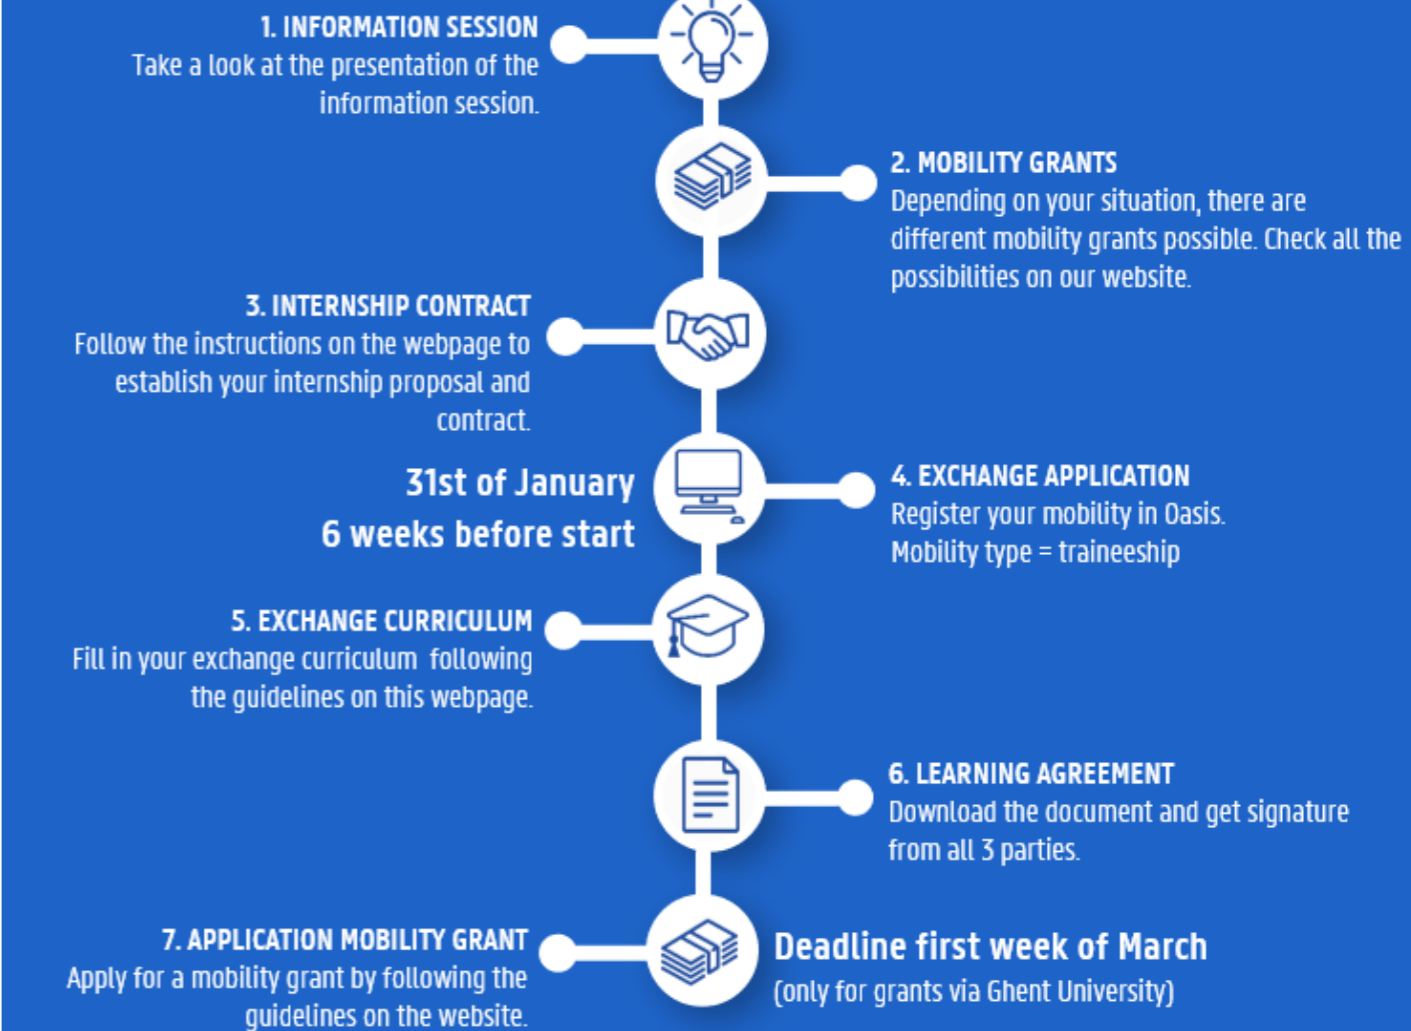 1. INFORMATION SESSION
Take a look at the presentation of the
information session.
2. MOBILITY GRANTS
Depending on your situation, there are
different mobility grants possible. Check all the
possibilities on our website.
3. INTERNSHIP CONTRACT
Follow the instructions on the webpage to
establish your internship proposal and
contract.
31st of January
6 weeks before start
4. EXCHANGE APPLICATION
Register your mobility in Oasis.
Mobility type = traineeship
5. EXCHANGE CURRICULUM
Fill in your exchange curriculum  following
the guidelines on this webpage.
6. LEARNING AGREEMENT
Download the document and get signature
from all 3 parties.
7. APPLICATION MOBILITY GRANT
Apply for a mobility grant by following the
guidelines on the website.
Deadline first week of March
(only for grants via Ghent University)